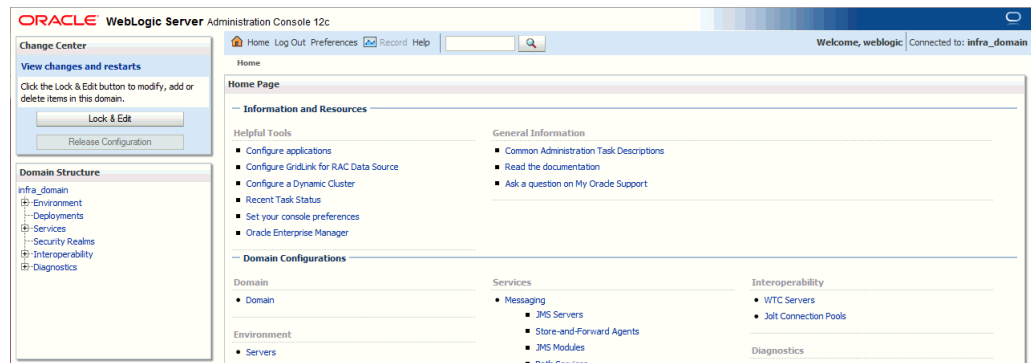 ORACLE WebLogic Server Administration Console 12c
Change Center
View changes and restarts
Click the Lock & Edit button to modify, add or
delete items in this domain.
Lock & Edit
Release Configuration
Domain Structure
infra_domain
Environment
Deployments
Services
Security Realms
Interoperability
Diagnostics
Home Log Out Preferences Record Help
Welcome, weblogic Connected to: infra_domain
Home
Home Page
Information and Resources
Helpful Tools
Configure applications
Configure GridLink for RAC Data Source
Configure a Dynamic Cluster
Recent Task Status
Set your console preferences
Oracle Enterprise Manager
General Information
Common Administration Task Descriptions
Read the documentation
Ask a question on My Oracle Support
Domain Configurations
Domain
Domain
Environment
Servers
Services
Messaging
JMS Servers
Store-and-Forward Agents
JMS Modules
Interoperability
WTC Servers
Jolt Connection Pools
Diagnostics